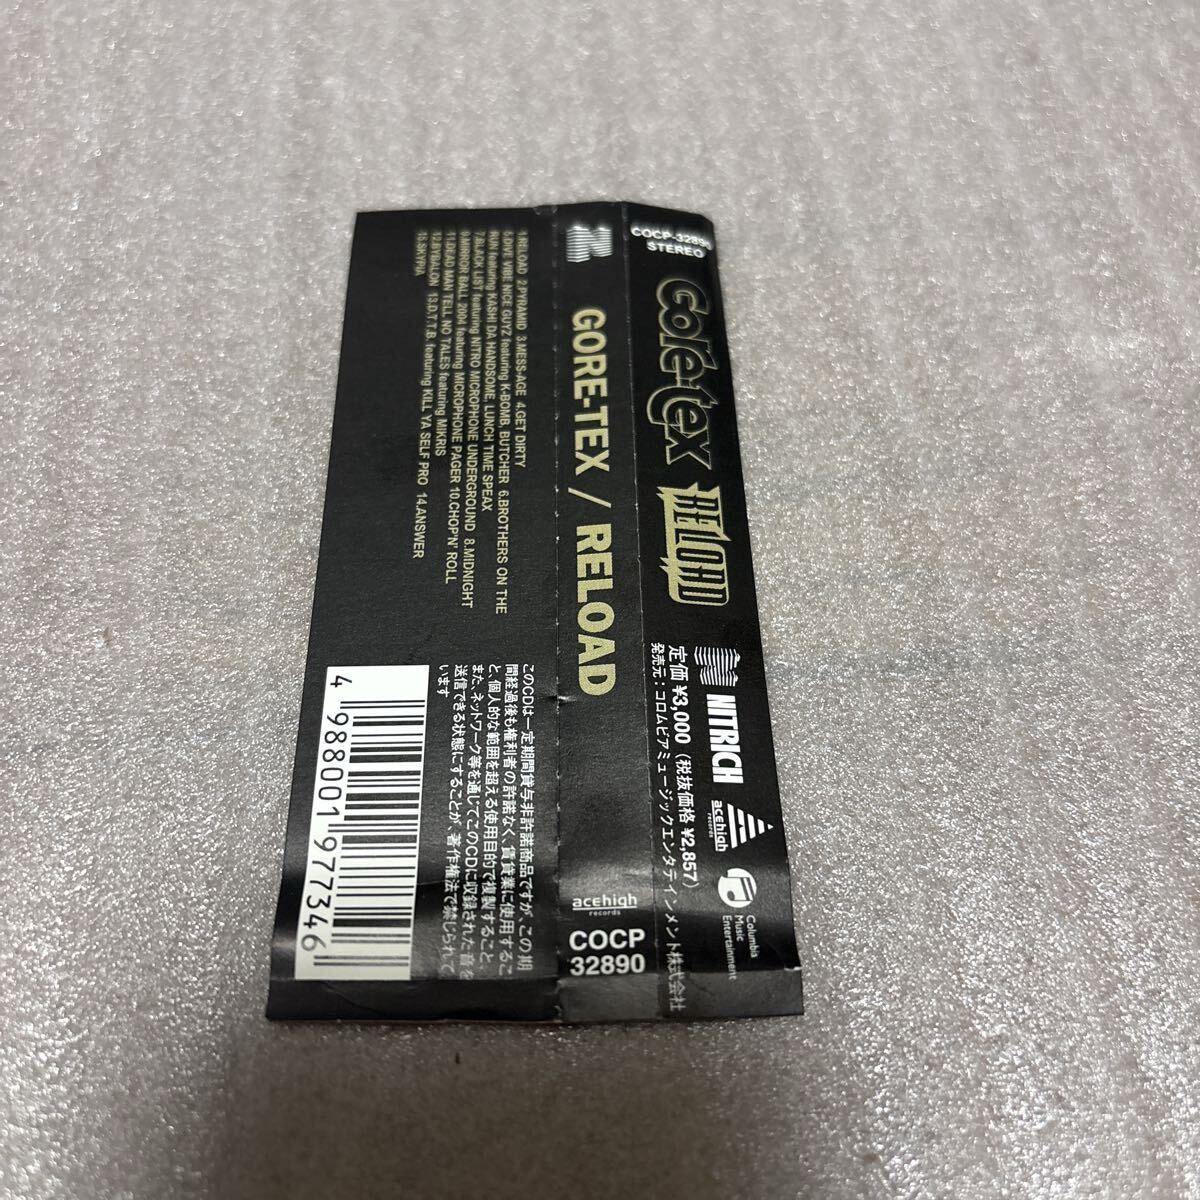 COCP-32890
STEREO
Gore-tex
RELOAD
NITRICH
acehigh
records
Columbia
Music
Entertainment
定価 ¥3,000 (税抜価格 ¥2,857)
発売元:コロムビアミュージックエンタテインメント株式会社
GORE-TEX / RELOAD
acehigh
records
COCP
32890
1.RELOAD 2.PYRAMID 3.MESS-AGE 4.GET DIRTY
5.DIVE VIBE NICE GUYZ featuring K-BOMB, BUTCHER 6.BROTHERS ON THE
RUN featuring KASHI DA HANDSOME, LUNCH TIME SPEAX
7.BLACK LIST featuring NITRO MICROPHONE UNDERGROUND 8.MIDNIGHT
9.MIRROR BALL 2004 featuring MICROPHONE PAGER 10.CHOP'N' ROLL
11.DEAD MAN TELL NO TALES featuring MIKRIS
12.BYBALON 13.D.T.T.B. featuring KILL YA SELF PRO 14.ANSWER
15.SKYPIA
このCDは一定期間貸与非許諾商品ですが、この期
間経過後も権利者の許諾なく、賃貸業に使用するこ
と、個人的な範囲を超える使用目的で複製すること、
また、ネットワーク等を通じてこのCDに収録された音を
送信できる状態にすることが、著作権法で禁じられて
います
4 988001 977346